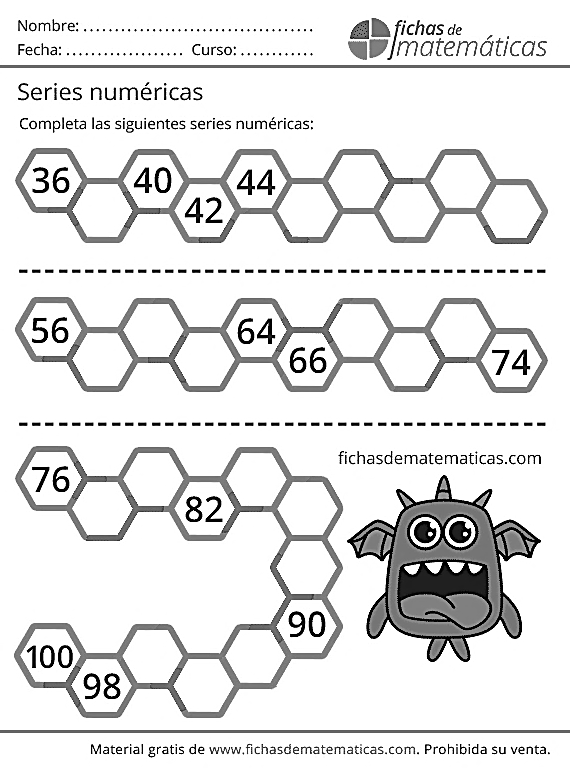 Nombre: ......................................
fichas de
Fecha: ................... Curso: ............
matemáticas
Series numéricas
Completa las siguientes series numéricas:
36 40 44
42
56 64
66 74
fichasdematematicas.com
76
82
90
100
98
Material gratis de www.fichasdematematicas.com. Prohibida su venta.